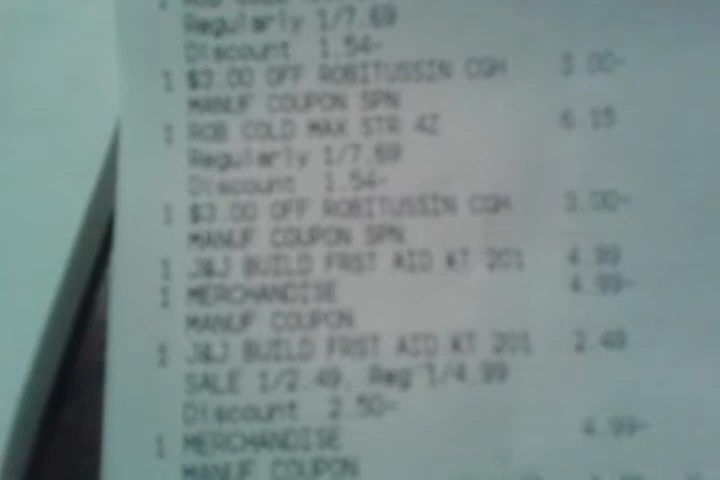 Regularly 1/7.69
Discount 1.54-
1 $3.00 OFF ROBITUSSIN CGH 3.00-
MANUF COUPON SPN
1 ROB COLD MAX STR 4Z 6.15
Regularly 1/7.69
Discount 1.54-
1 $3.00 OFF ROBITUSSIN CGH 3.00-
MANUF COUPON SPN
1 J&J BUILD FRST AID KT 201 4.99
1 MERCHANDISE 4.99-
MANUF COUPON
1 J&J BUILD FRST AID KT 201 2.49
SALE 1/2.49, Reg 1/4.99
Discount 2.50-
1 MERCHANDISE 4.99-
MANUF COUPON